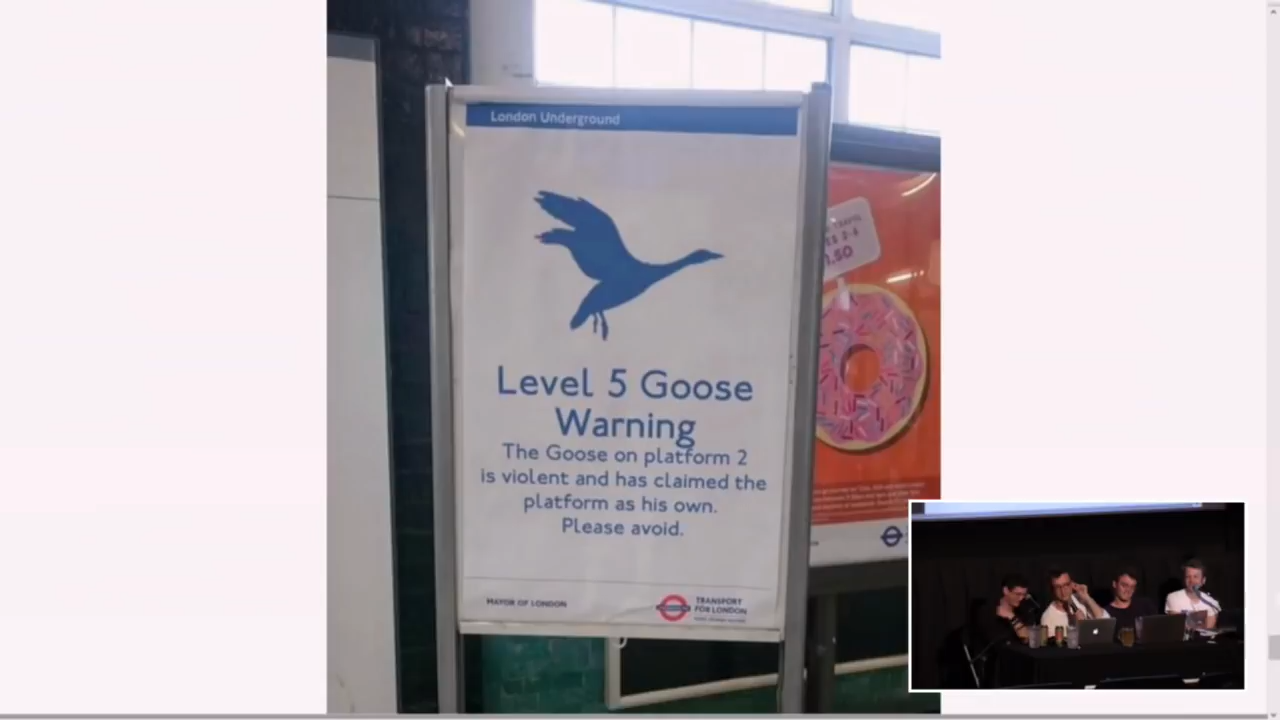 London Underground
Level 5 Goose
Warning
The Goose on platform 2
is violent and has claimed the
platform as his own.
Please avoid.
MAYOR OF LONDON
TRANSPORT
FOR LONDON